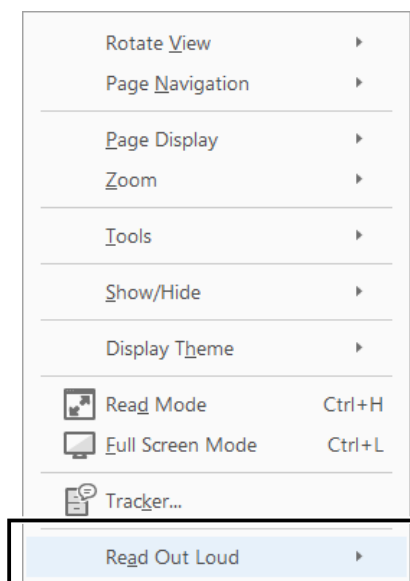 Rotate View
Page Navigation
Page Display
Zoom
Tools
Show/Hide
Display Theme
Read Mode Ctrl+H
Full Screen Mode Ctrl+L
Tracker...
Read Out Loud